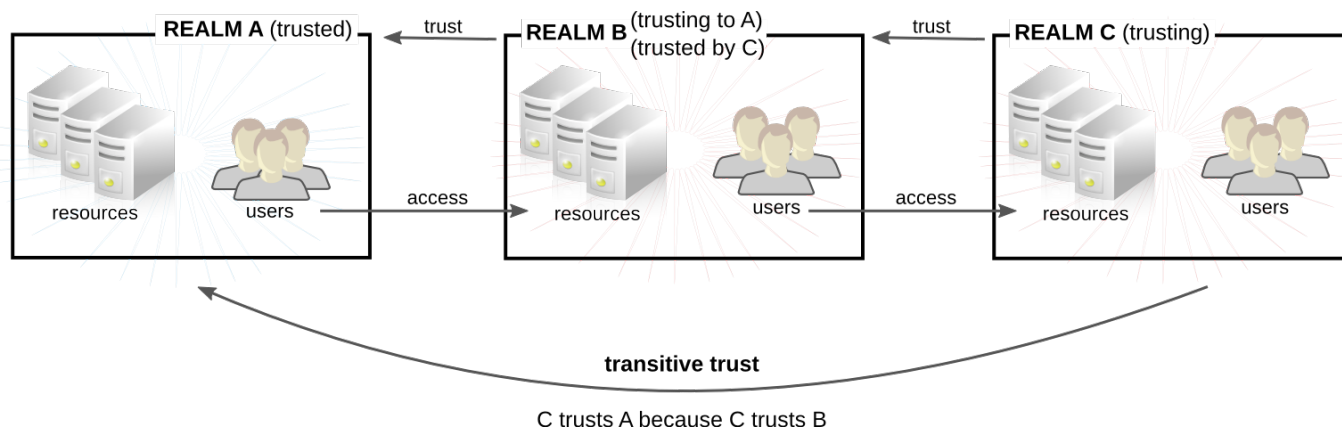 REALM A (trusted)
trust
REALM B (trusting to A)
(trusted by C)
trust
REALM C (trusting)
resources
users
access
resources
users
access
resources
users
transitive trust
C trusts A because C trusts B